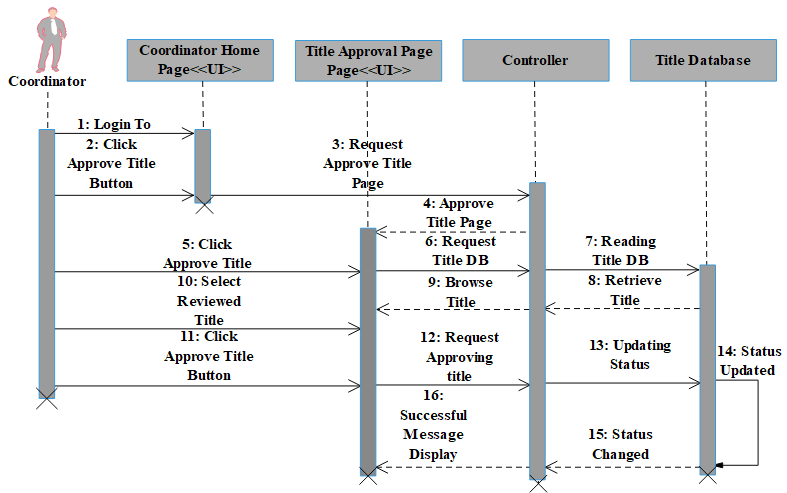 Coordinator
Coordinator Home
Page<<UI>>
Title Approval Page
Page<<UI>>
Controller
Title Database
1: Login To
2: Click
Approve Title
Button
3: Request
Approve Title
Page
4: Approve
Title Page
5: Click
Approve Title
6: Request
Title DB
7: Reading
Title DB
8: Retrieve
Title
9: Browse
Title
10: Select
Reviewed
Title
11: Click
Approve Title
Button
12: Request
Approving
title
13: Updating
Status
14: Status
Updated
15: Status
Changed
16:
Successful
Message
Display